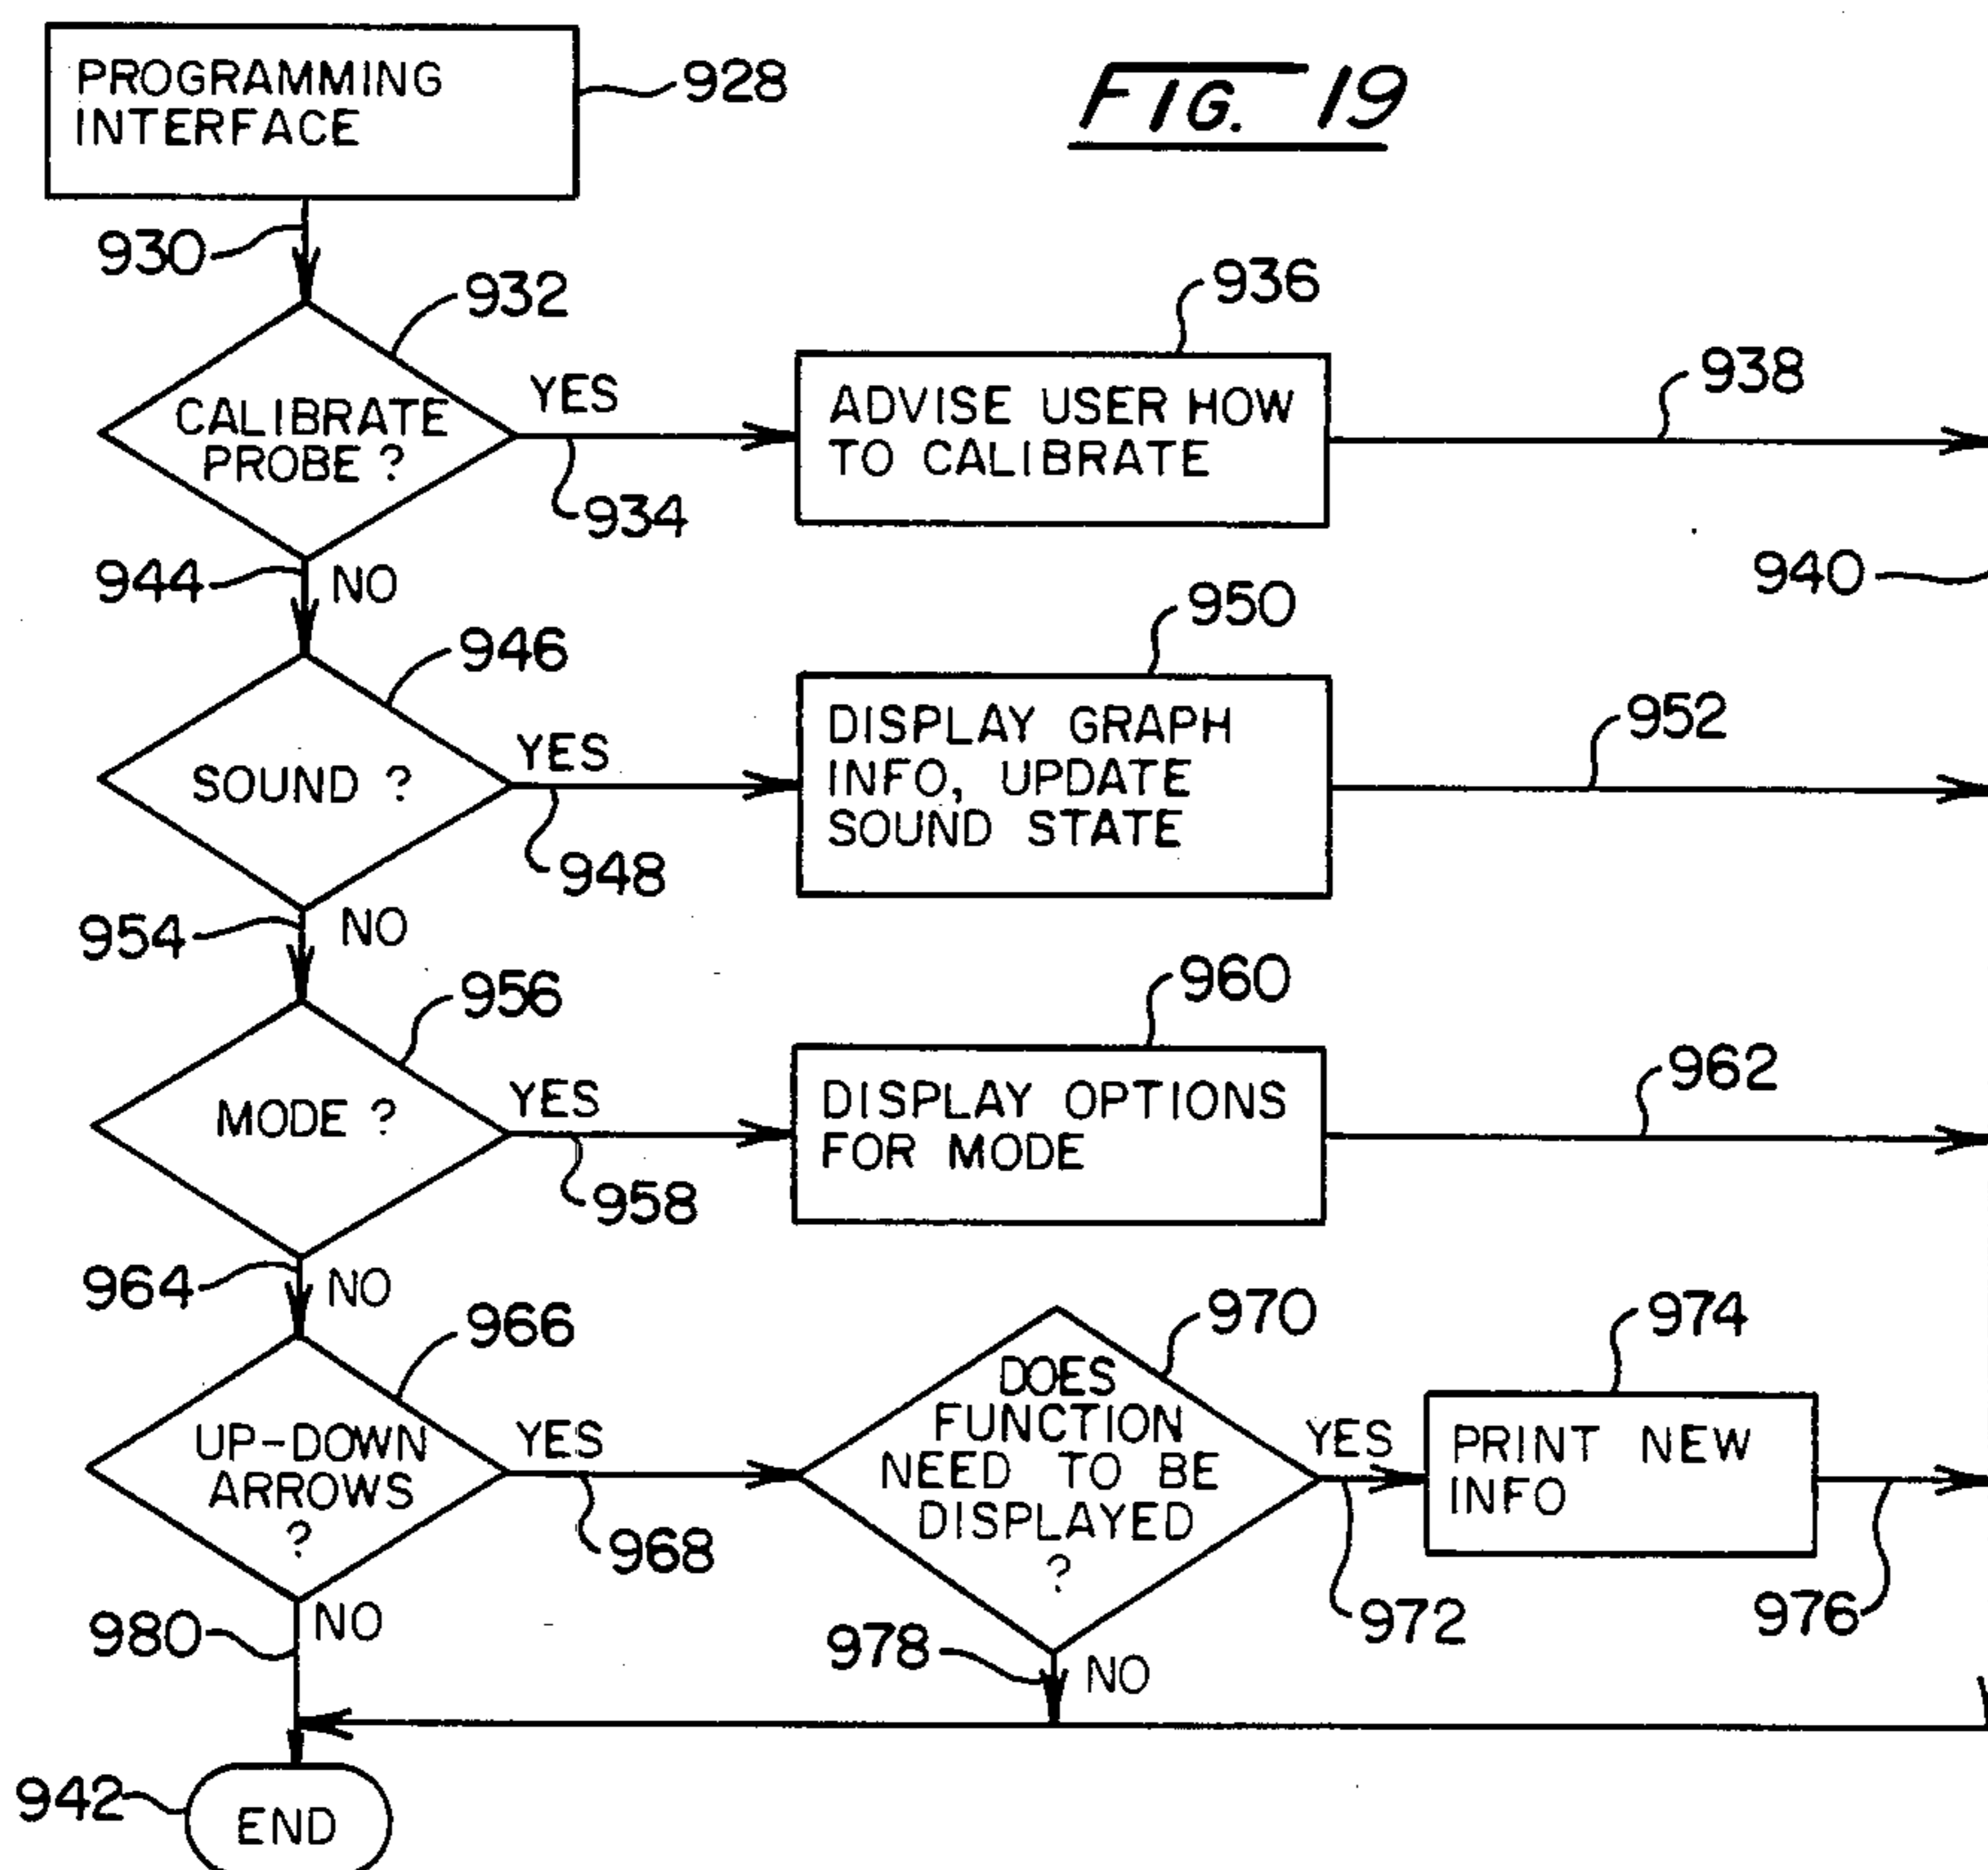 PROGRAMMING
INTERFACE
928
FIG. 19
930
932
CALIBRATE
PROBE ?
YES
934
936
ADVISE USER HOW
TO CALIBRATE
938
940
944
NO
946
SOUND ?
YES
948
950
DISPLAY GRAPH
INFO, UPDATE
SOUND STATE
952
954
NO
956
MODE ?
YES
958
960
DISPLAY OPTIONS
FOR MODE
962
964
NO
966
UP-DOWN
ARROWS
?
YES
968
970
DOES
FUNCTION
NEED TO BE
DISPLAYED
?
YES
972
974
PRINT NEW
INFO
976
980
NO
978
NO
942
END